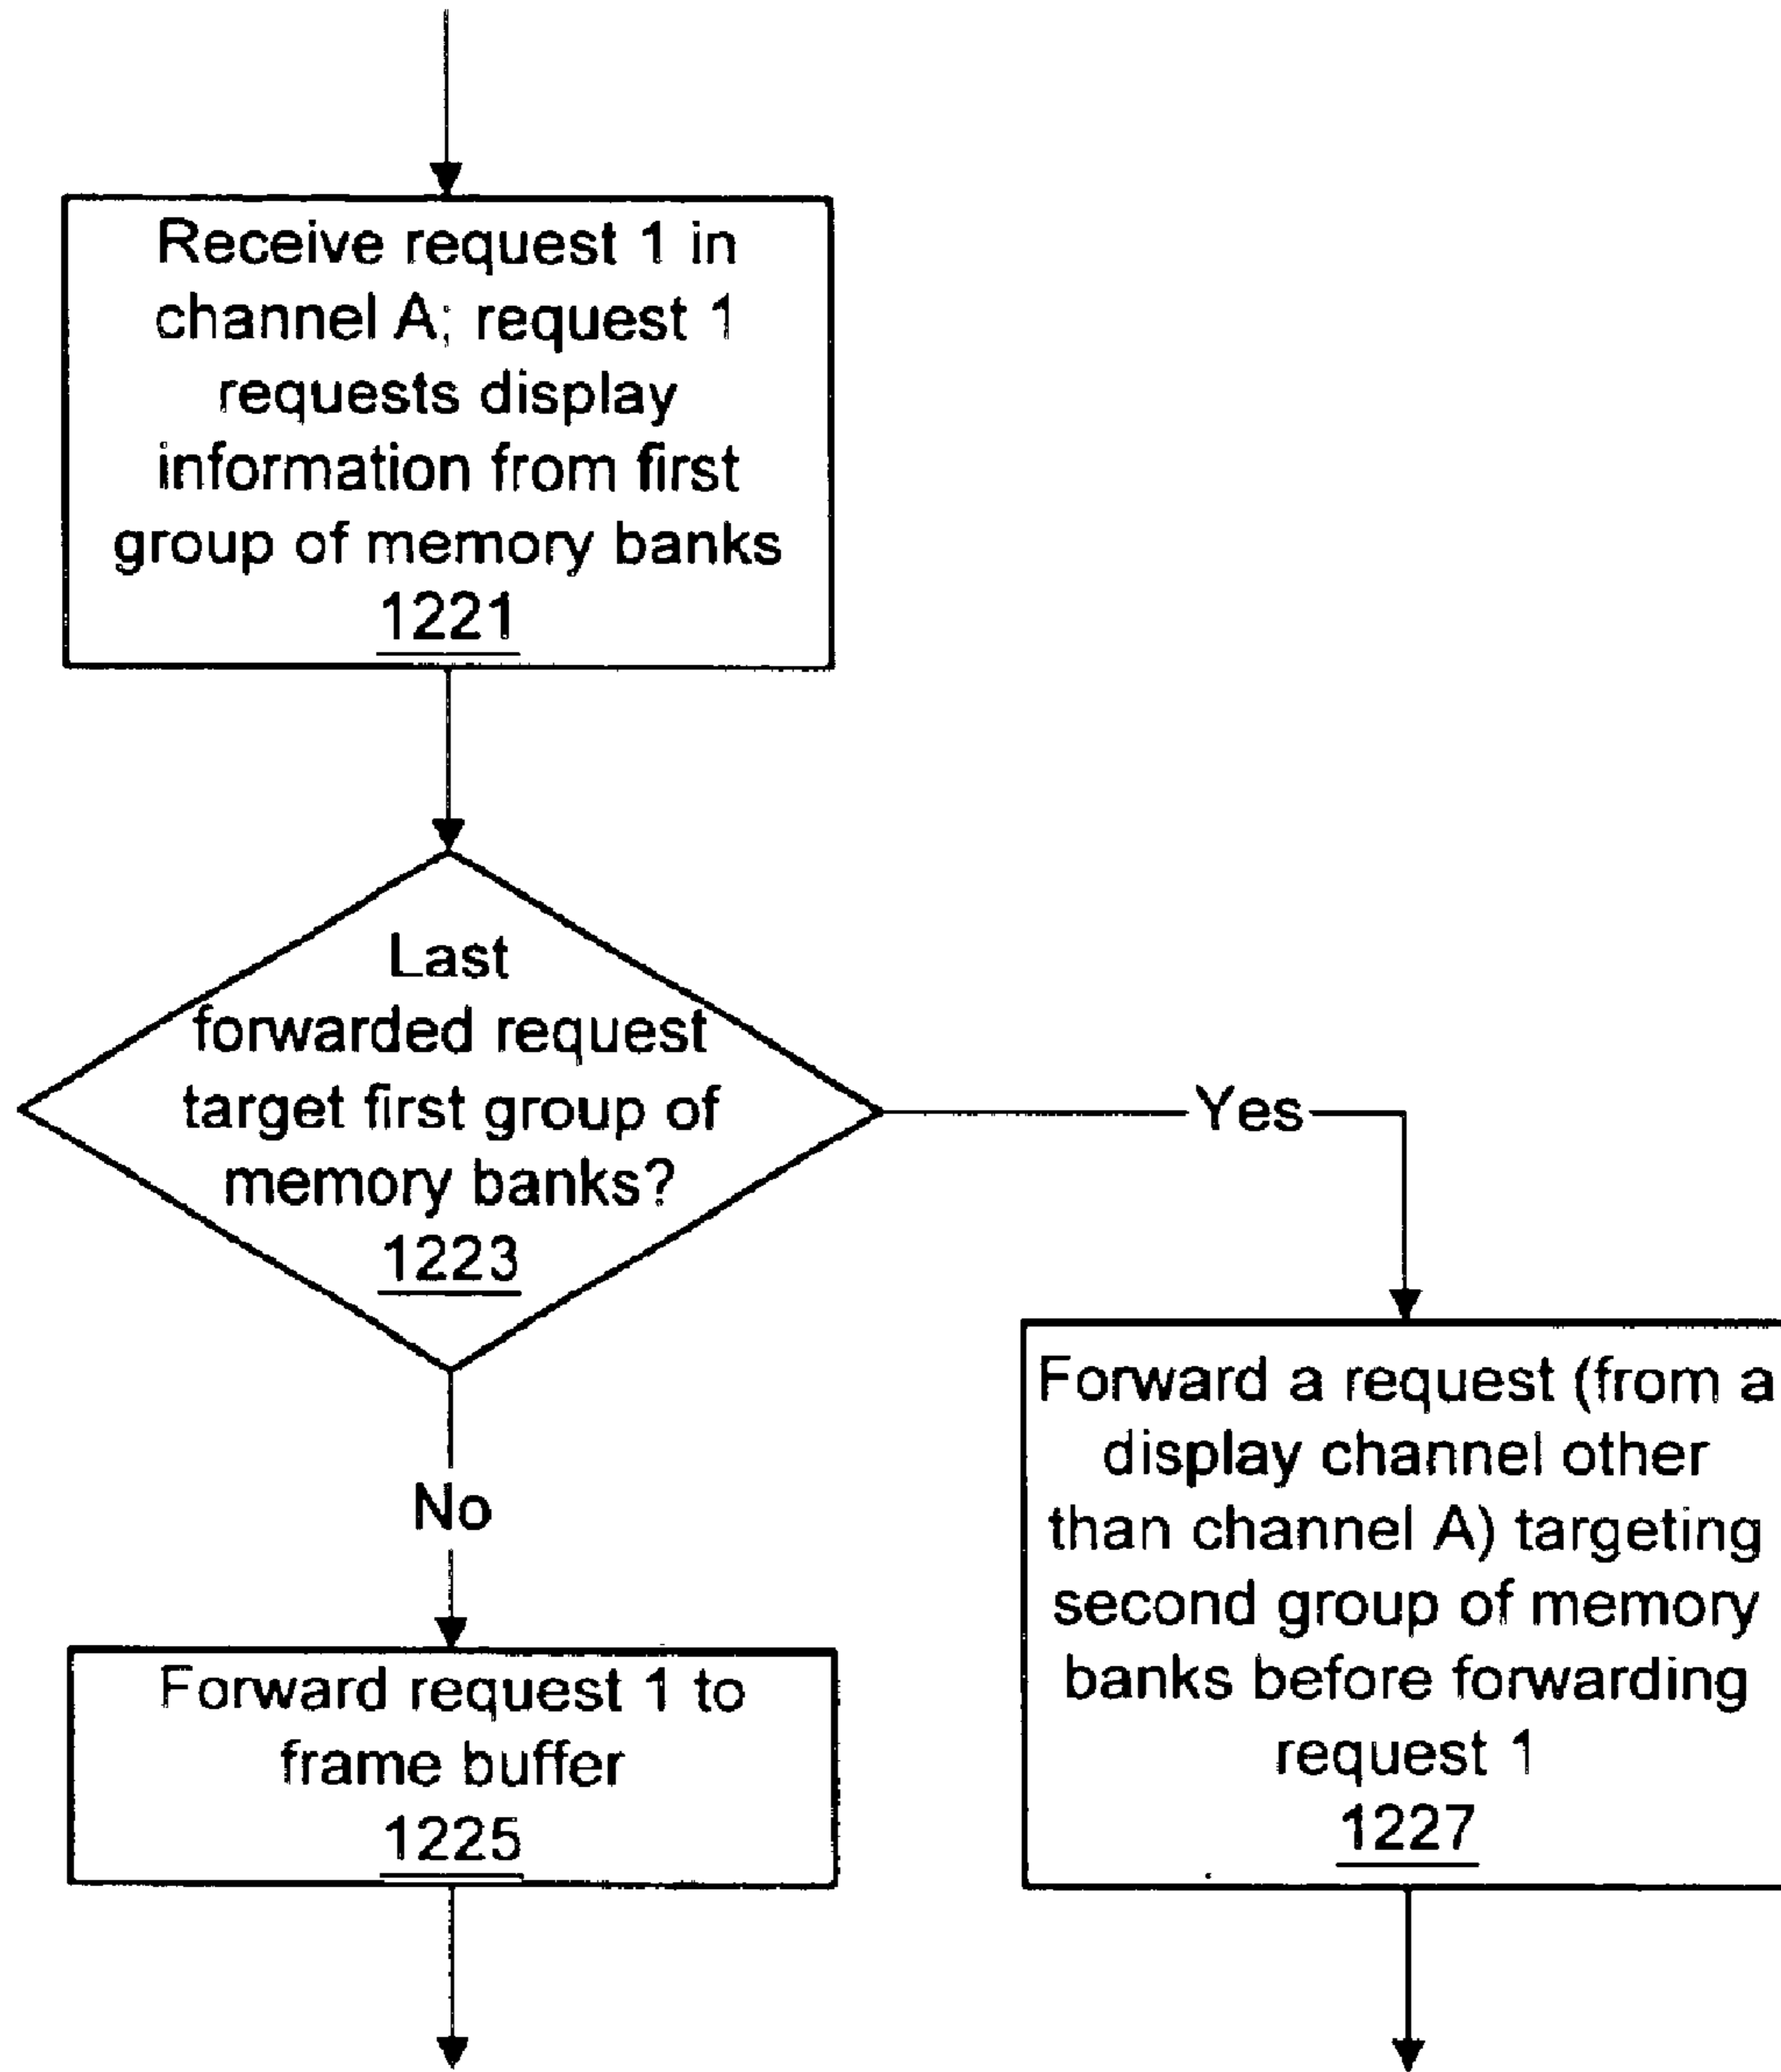 Receive request 1 in
channel A; request 1
requests display
information from first
group of memory banks
1221
Last
forwarded request
target first group of
memory banks?
1223
Yes
No
Forward a request (from a
display channel other
than channel A) targeting
second group of memory
banks before forwarding
request 1
1227
Forward request 1 to
frame buffer
1225